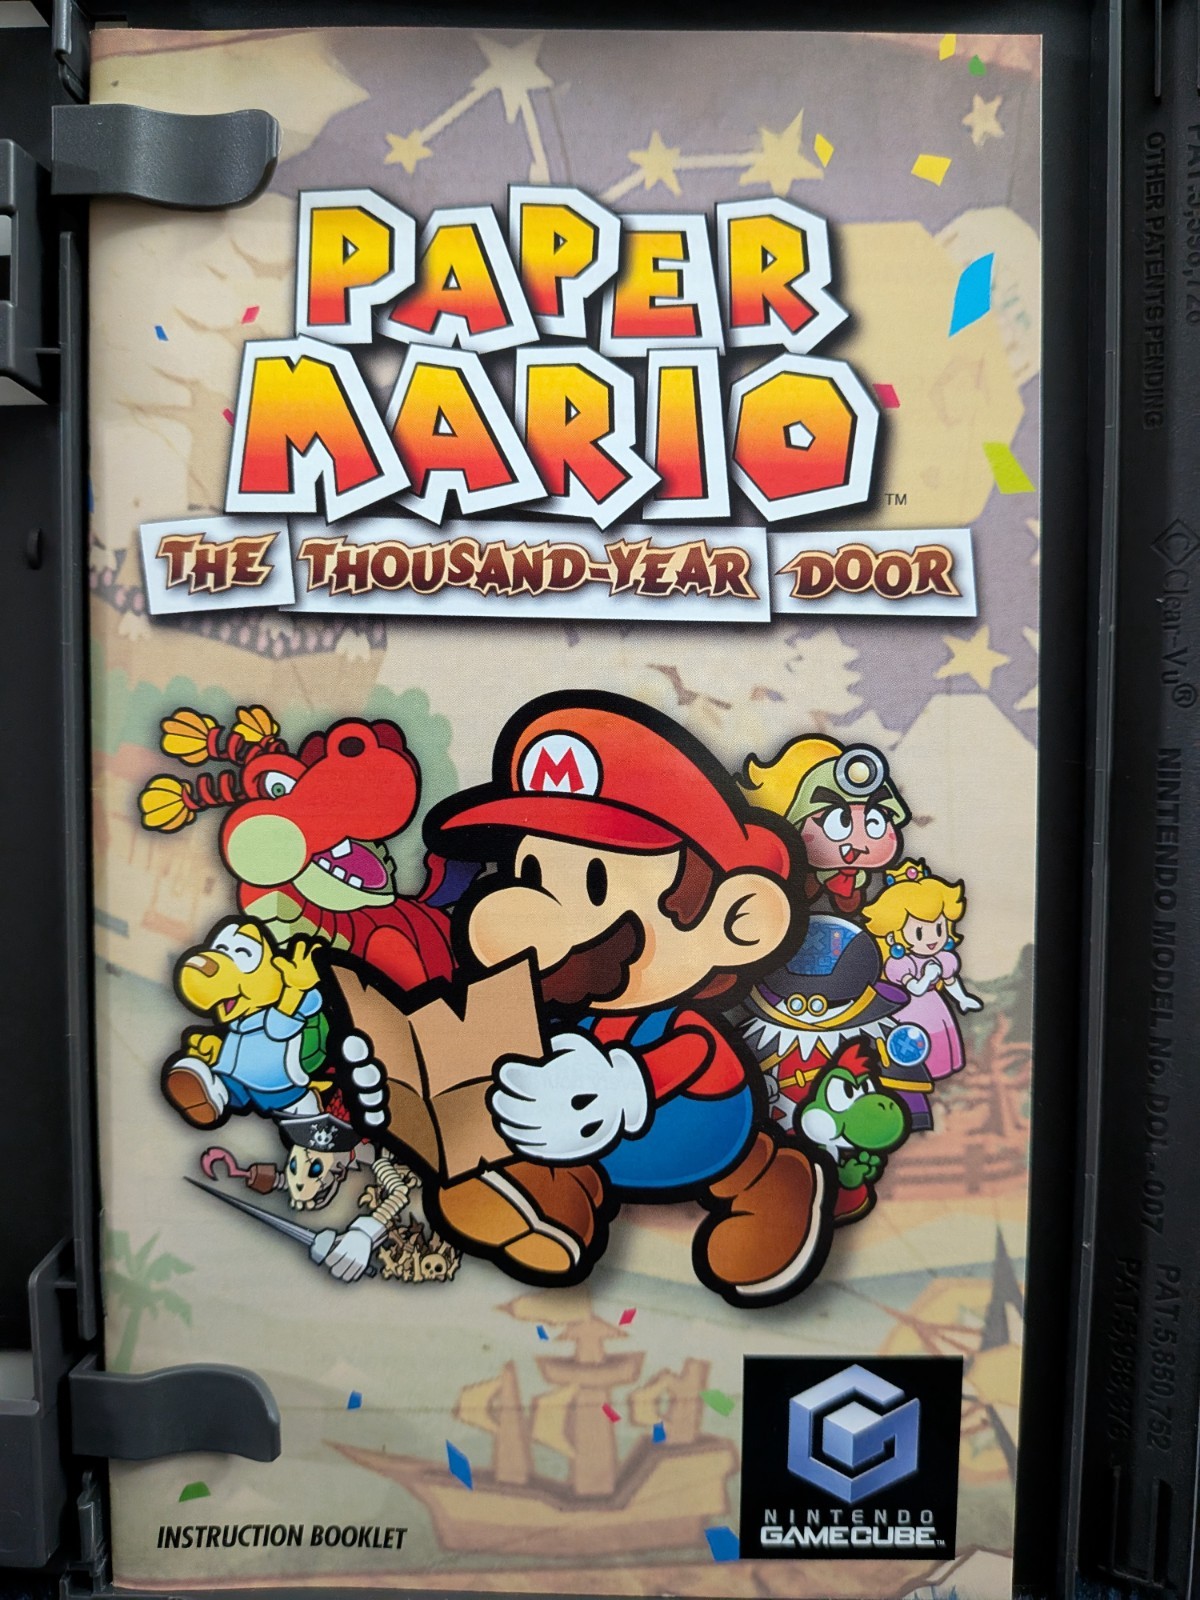 PAPER
MARIO
TM
THE THOUSAND-YEAR DOOR
M
INSTRUCTION BOOKLET
NINTENDO
GAMECUBE
TM
OTHER PATENTS PENDING
Clear-Vu®
NINTENDO MODEL No. DOL-007
PAT.5,850,752